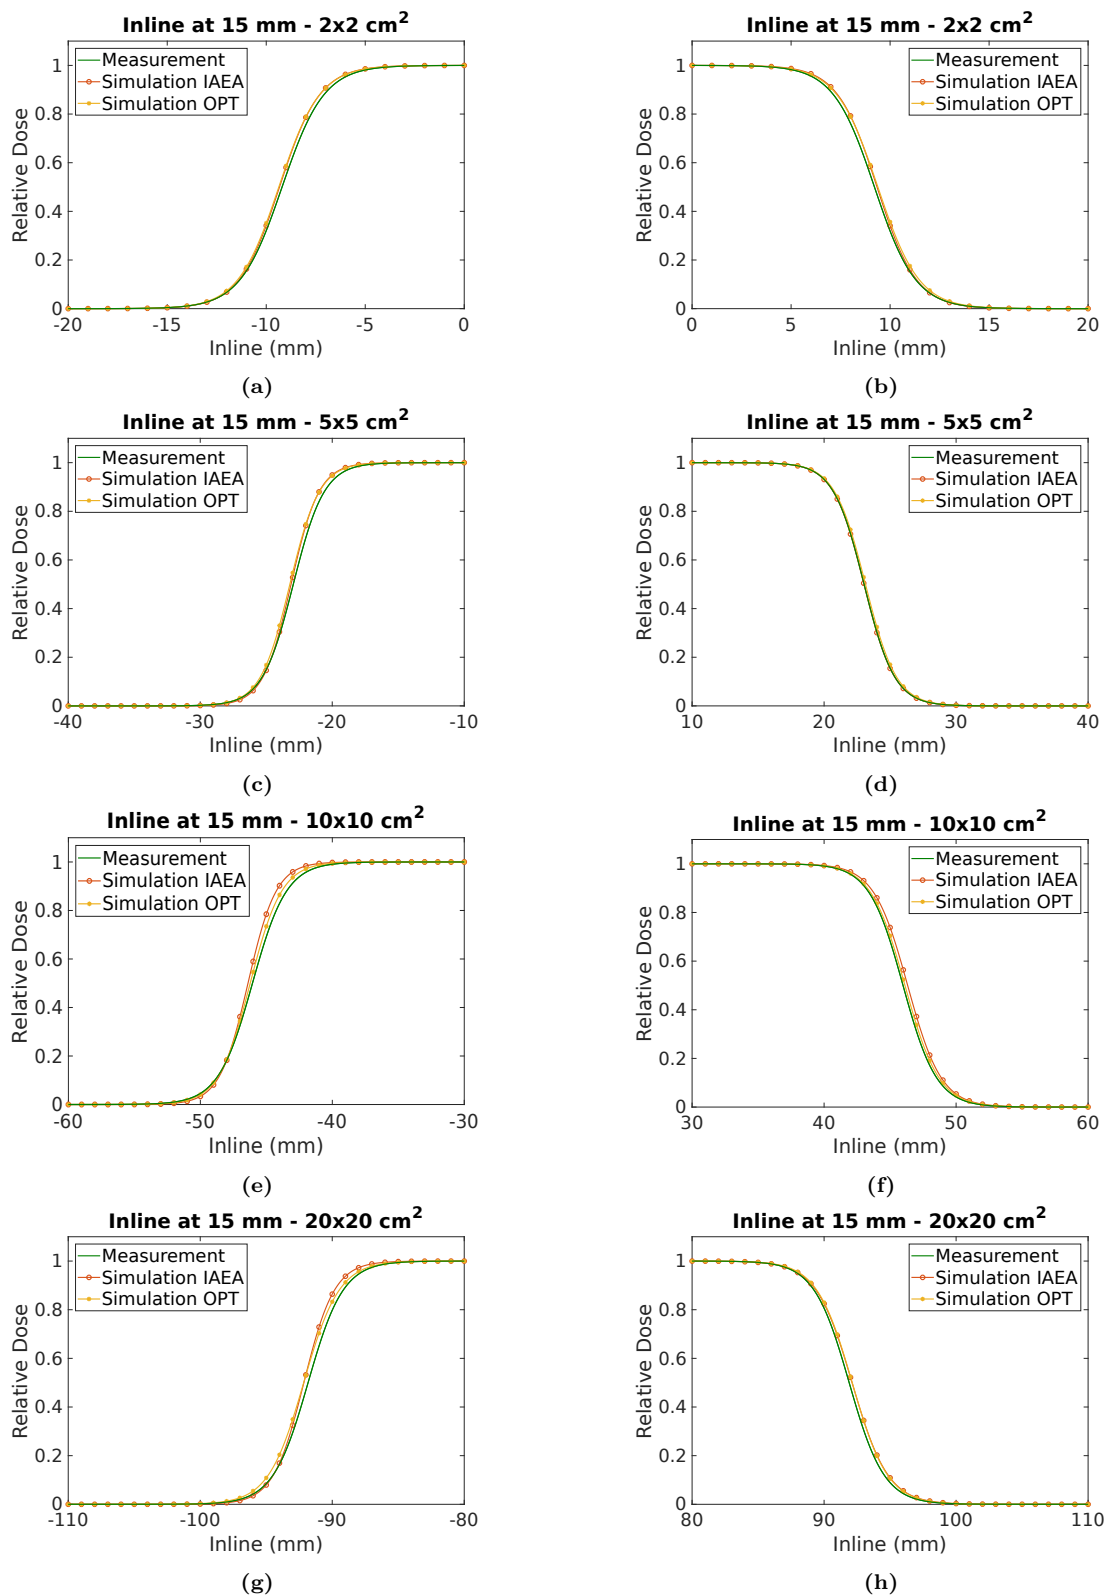 Inline at 15 mm - 2x2 cm²
Relative Dose
1
0.8
0.6
0.4
0.2
0
Measurement
Simulation IAEA
Simulation OPT
-20 -15 -10 -5 0
Inline (mm)
(a)
Inline at 15 mm - 2x2 cm²
Relative Dose
1
0.8
0.6
0.4
0.2
0
Measurement
Simulation IAEA
Simulation OPT
0 5 10 15 20
Inline (mm)
(b)
Inline at 15 mm - 5x5 cm²
Relative Dose
1
0.8
0.6
0.4
0.2
0
Measurement
Simulation IAEA
Simulation OPT
-40 -30 -20 -10
Inline (mm)
(c)
Inline at 15 mm - 5x5 cm²
Relative Dose
1
0.8
0.6
0.4
0.2
0
Measurement
Simulation IAEA
Simulation OPT
10 20 30 40
Inline (mm)
(d)
Inline at 15 mm - 10x10 cm²
Relative Dose
1
0.8
0.6
0.4
0.2
0
Measurement
Simulation IAEA
Simulation OPT
-60 -50 -40 -30
Inline (mm)
(e)
Inline at 15 mm - 10x10 cm²
Relative Dose
1
0.8
0.6
0.4
0.2
0
Measurement
Simulation IAEA
Simulation OPT
30 40 50 60
Inline (mm)
(f)
Inline at 15 mm - 20x20 cm²
Relative Dose
1
0.8
0.6
0.4
0.2
0
Measurement
Simulation IAEA
Simulation OPT
-110 -100 -90 -80
Inline (mm)
(g)
Inline at 15 mm - 20x20 cm²
Relative Dose
1
0.8
0.6
0.4
0.2
0
Measurement
Simulation IAEA
Simulation OPT
80 90 100 110
Inline (mm)
(h)